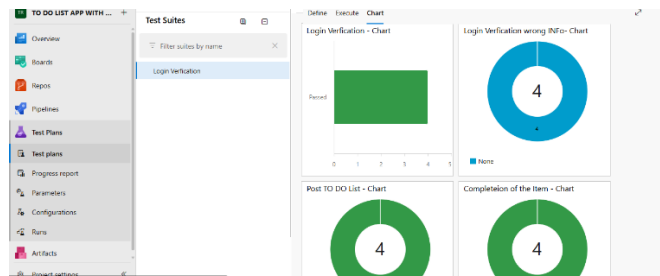 TO DO LIST APP WITH ... +
Overview
Boards
Repos
Pipelines
Test Plans
Test plans
Progress report
Parameters
Configurations
Runs
Artifacts
Project settings
Test Suites
Filter suites by name
Login Verfication
Define Execute Chart
Login Verfication - Chart
Passed
0 1 2 3 4 5
Login Verfication wrong INFo- Chart
4
4
None
Post TO DO List - Chart
4
Completeion of the Item - Chart
4